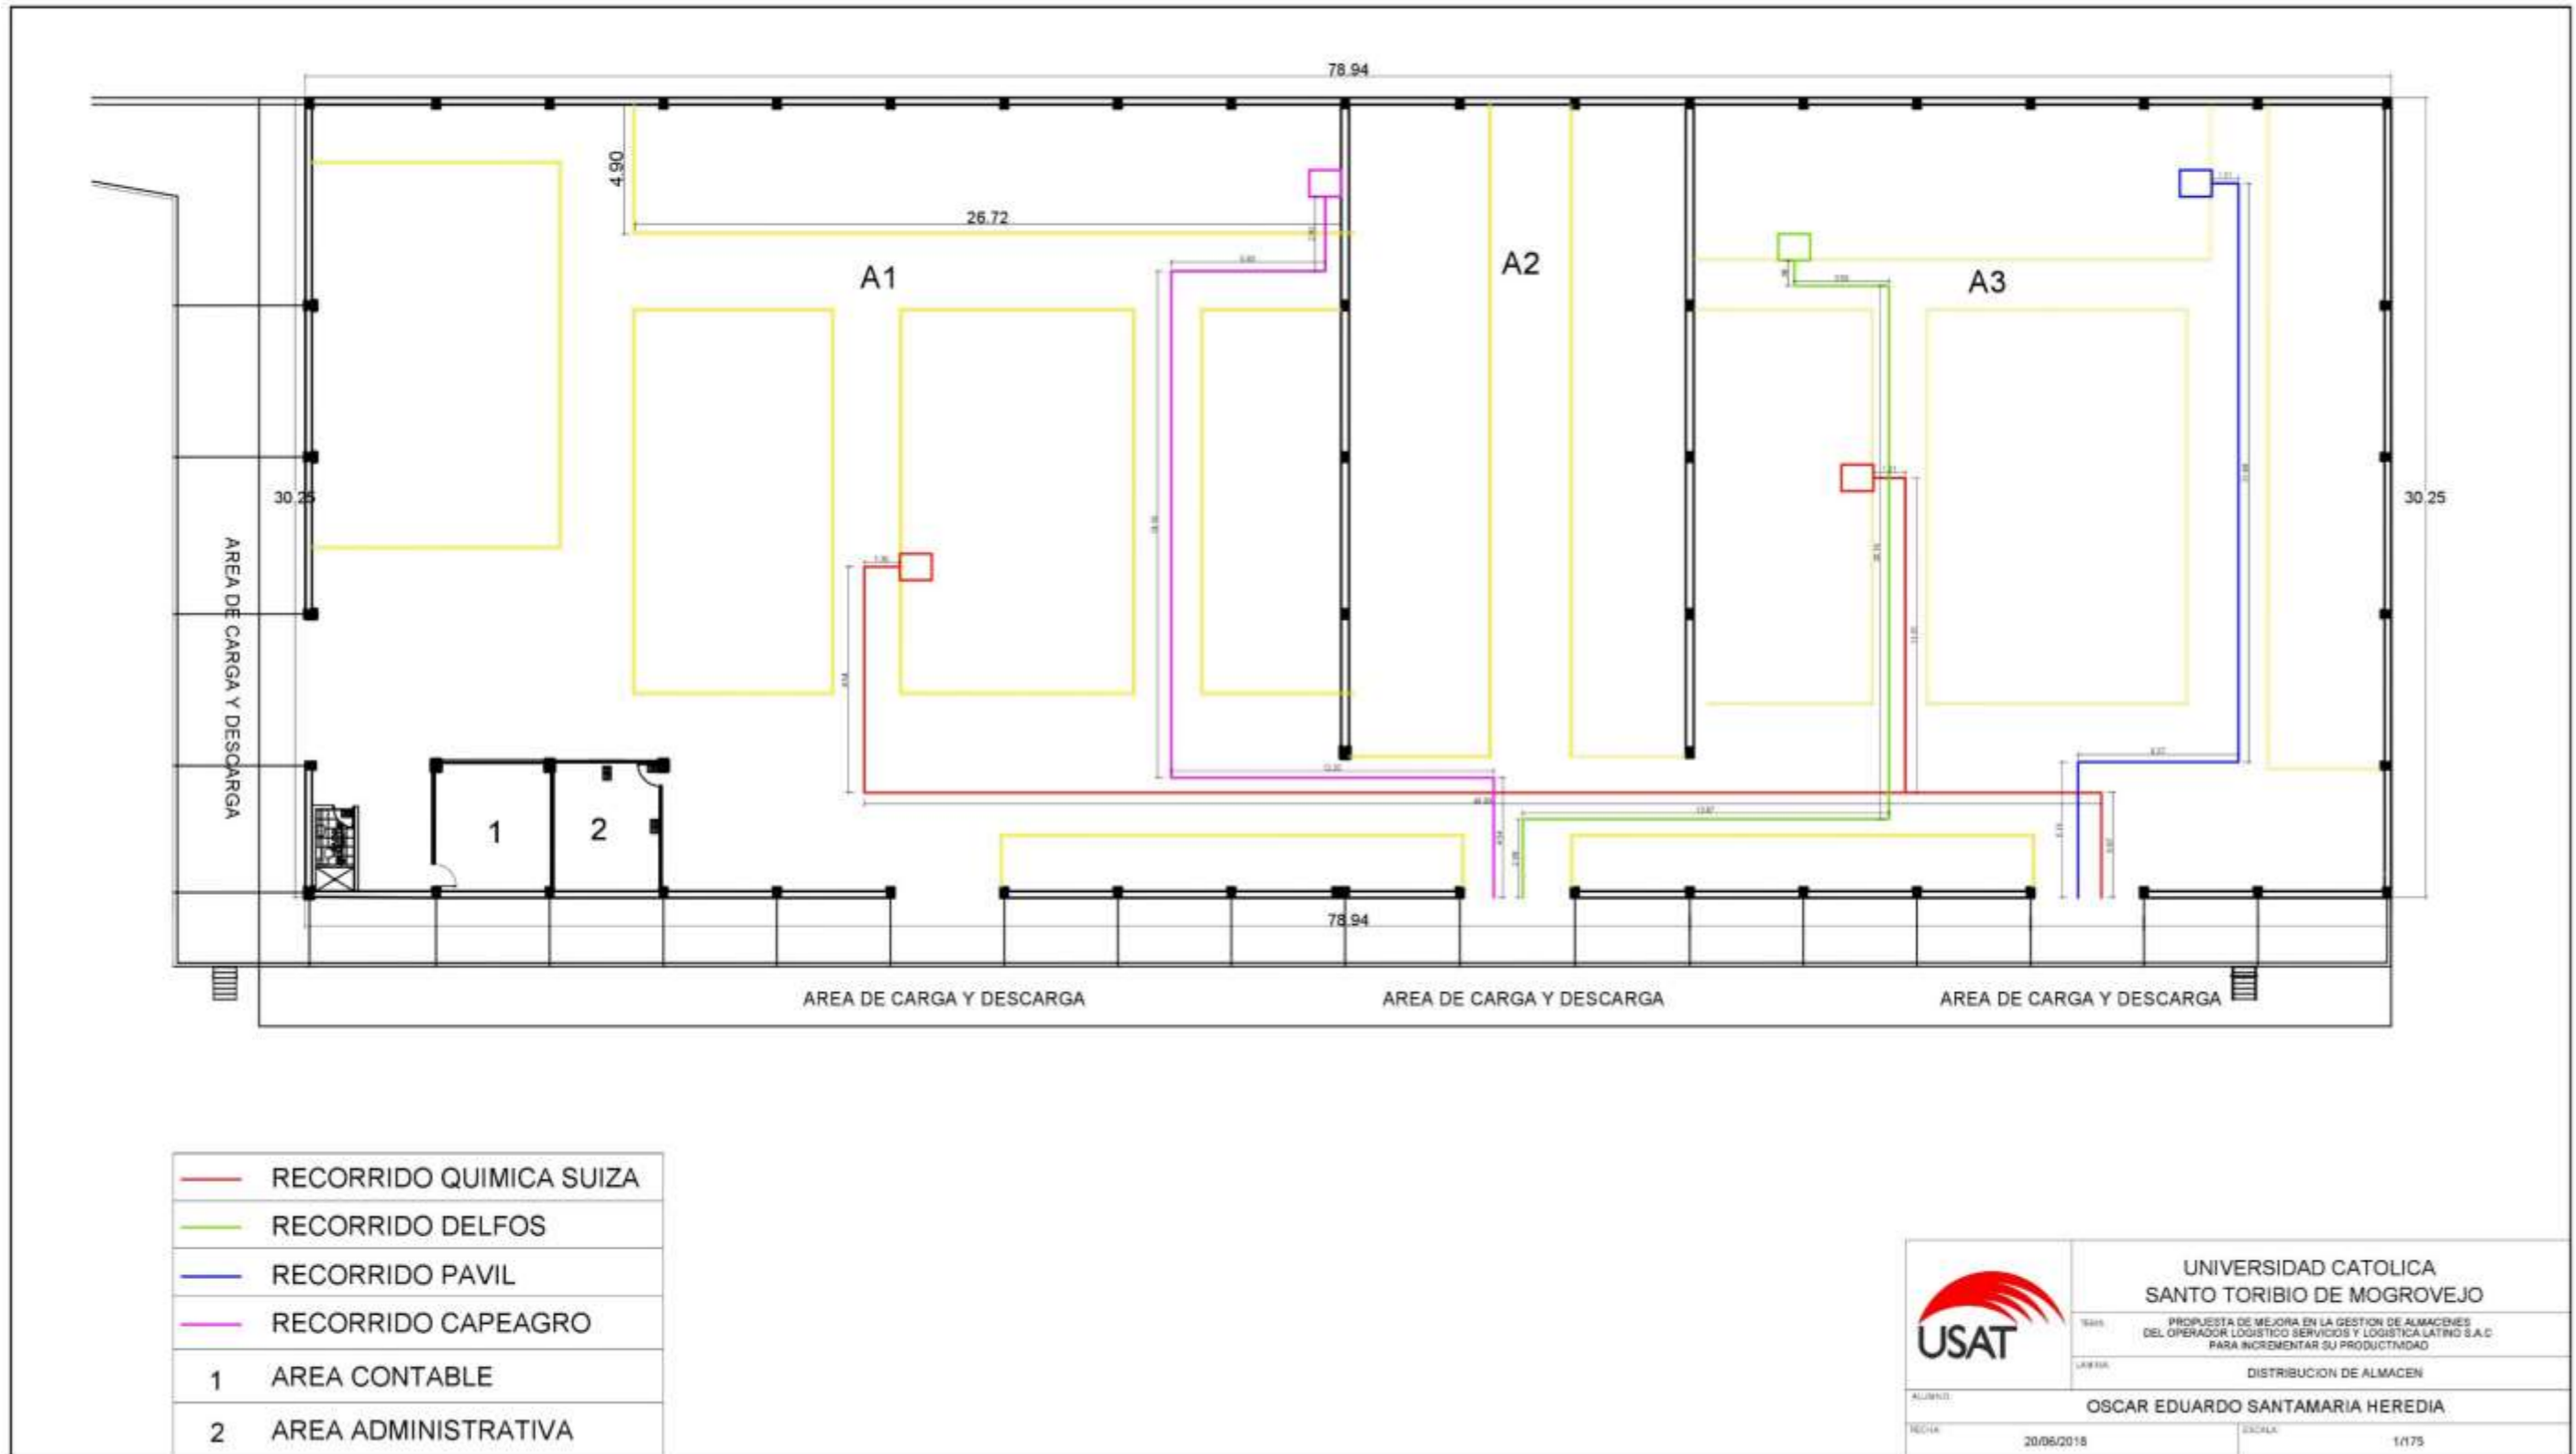 78.94
4.90
26.72
A1
A2
A3
30.25
30.25
AREA DE CARGA Y DESCARGA
1
2
78.94
AREA DE CARGA Y DESCARGA
AREA DE CARGA Y DESCARGA
AREA DE CARGA Y DESCARGA
RECORRIDO QUIMICA SUIZA
RECORRIDO DELFOS
RECORRIDO PAVIL
RECORRIDO CAPEAGRO
1 AREA CONTABLE
2 AREA ADMINISTRATIVA
USAT
UNIVERSIDAD CATOLICA
SANTO TORIBIO DE MOGROVEJO
PROPUESTA DE MEJORA EN LA GESTION DE ALMACENES
DEL OPERADOR LOGISTICO SERVICIOS Y LOGISTICA LATINO S.A.C
PARA INCREMENTAR SU PRODUCTIVIDAD
DISTRIBUCION DE ALMACEN
ALUMNO:
OSCAR EDUARDO SANTAMARIA HEREDIA
FECHA:
20/06/2018
ESCALA:
1/175